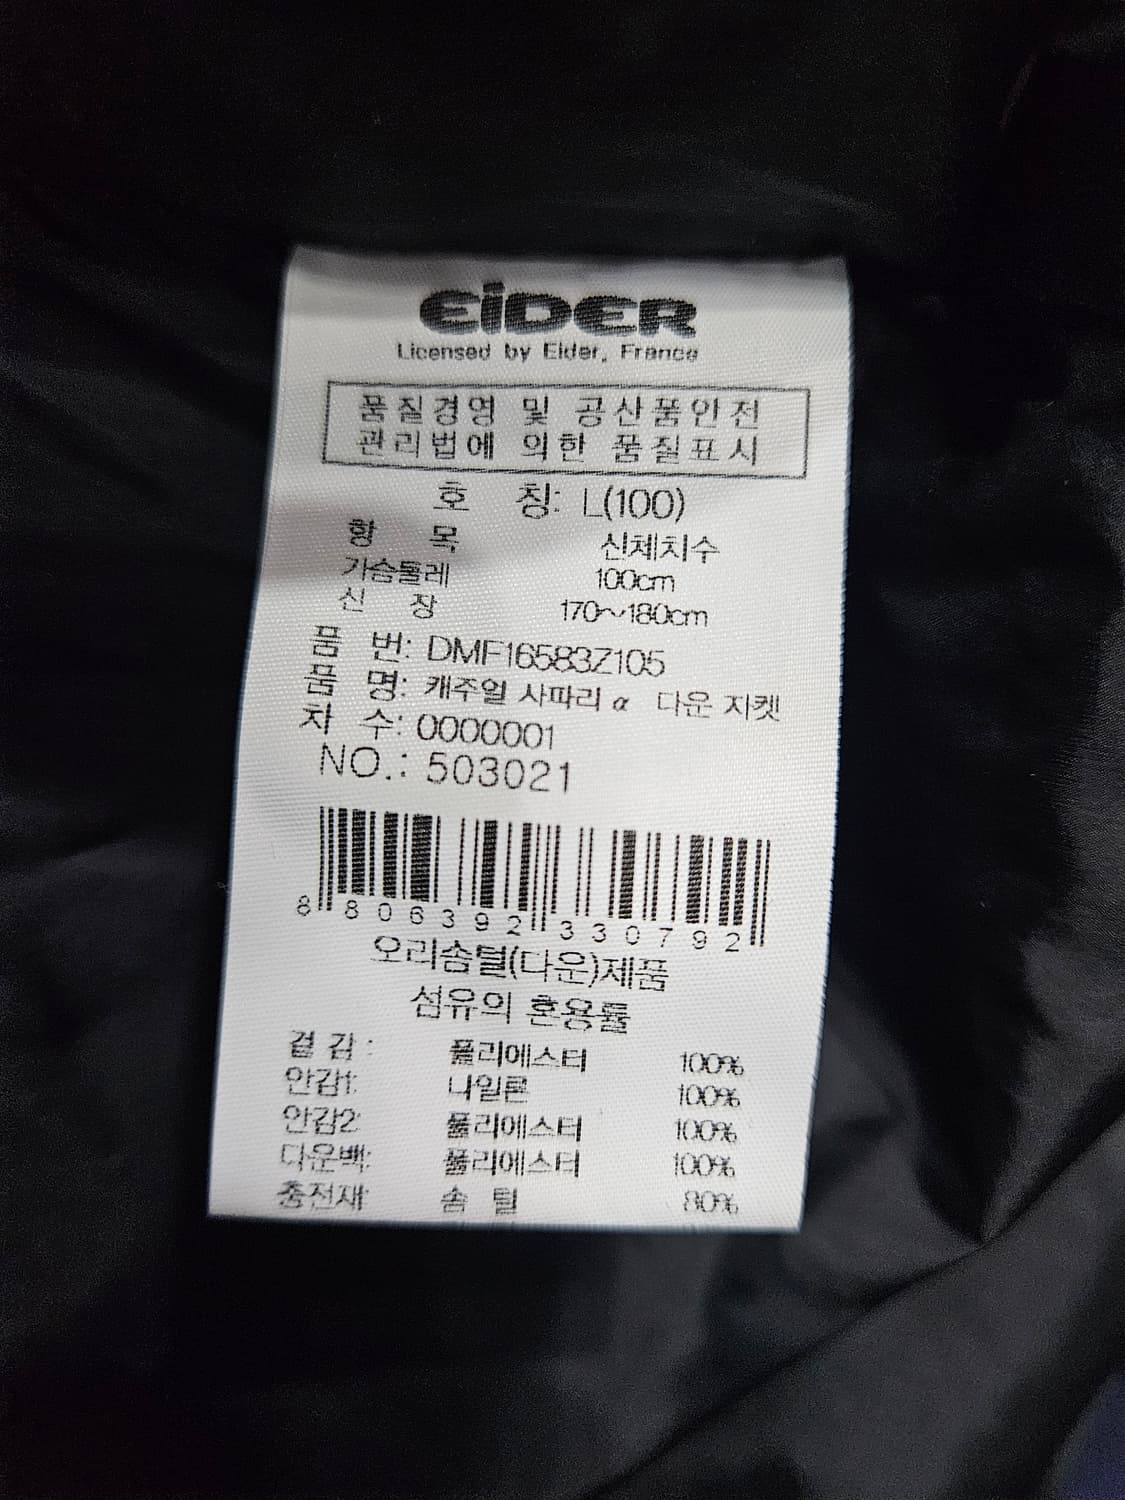 EiDER
Licensed by Eider, France
품질경영 및 공산품안전
관리법에 의한 품질표시
호 칭: L(100)
항 목 신체치수
가슴둘레 100cm
신 장 170~180cm
품 번: DMF16583Z105
품 명: 캐주얼 사파리 α 다운 지켓
차 수: 0000001
NO.: 503021
8 806392 330792
오리솜털(다운)제품
섬유의 혼용률
겉감: 폴리에스터 100%
안감1: 나일론 100%
안감2: 폴리에스터 100%
다운백: 폴리에스터 100%
충전재: 솜 털 80%